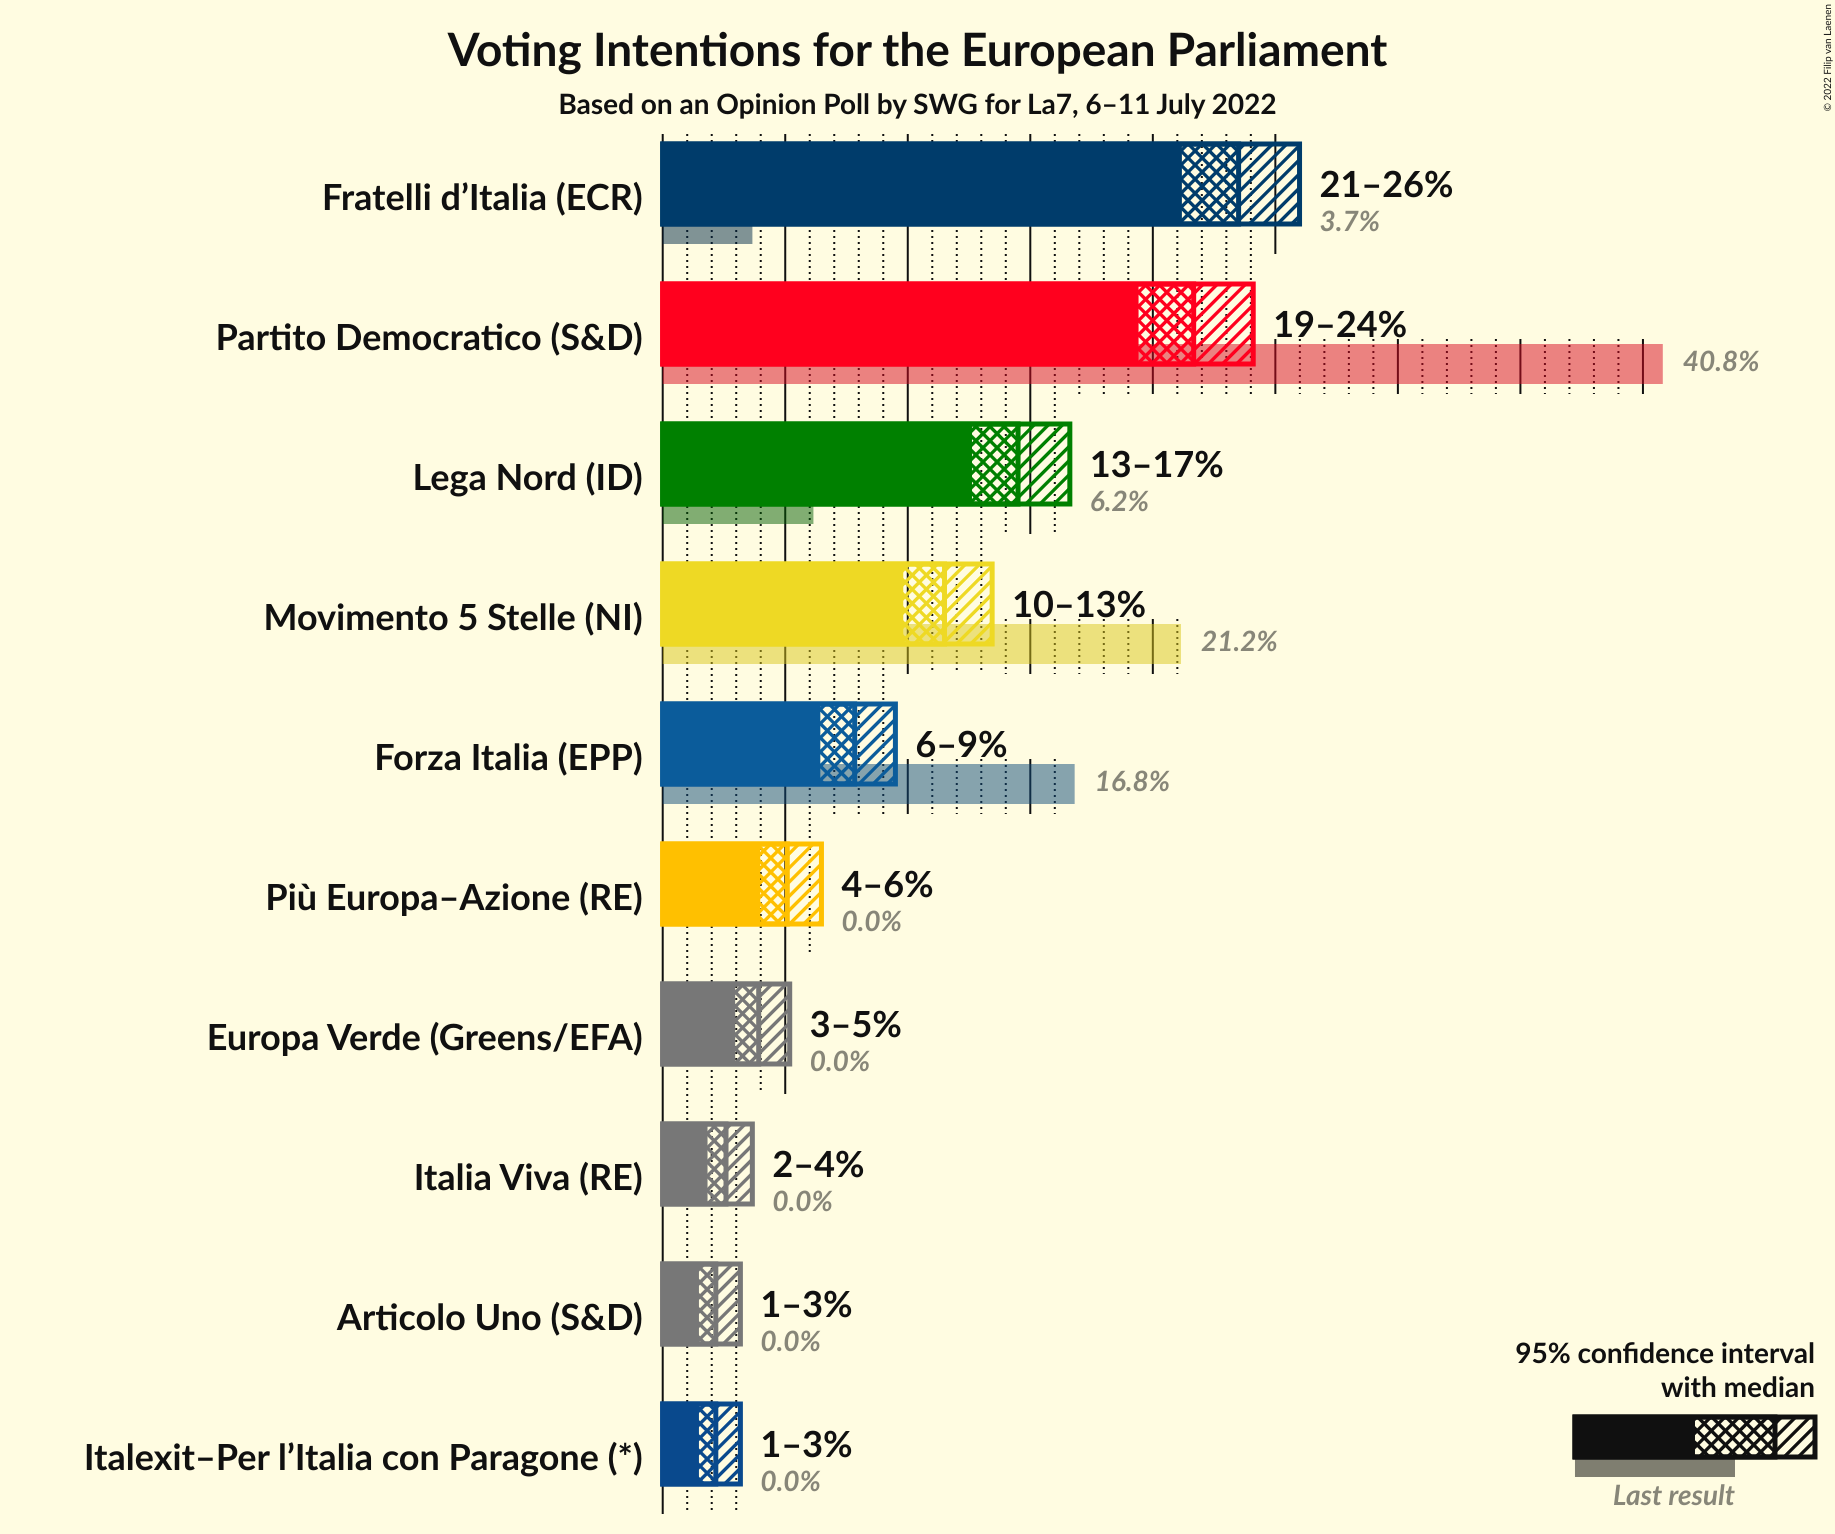 Voting Intentions for the European Parliament
Based on an Opinion Poll by SWG for La7, 6–11 July 2022
© 2022 Filip van Laenen
Fratelli d’Italia (ECR)
21–26%
3.7%
Partito Democratico (S&D)
19–24%
40.8%
Lega Nord (ID)
13–17%
6.2%
Movimento 5 Stelle (NI)
10–13%
21.2%
Forza Italia (EPP)
6–9%
16.8%
Più Europa–Azione (RE)
4–6%
0.0%
Europa Verde (Greens/EFA)
3–5%
0.0%
Italia Viva (RE)
2–4%
0.0%
Articolo Uno (S&D)
1–3%
0.0%
Italexit–Per l’Italia con Paragone (*)
1–3%
0.0%
95% confidence interval
with median
Last result